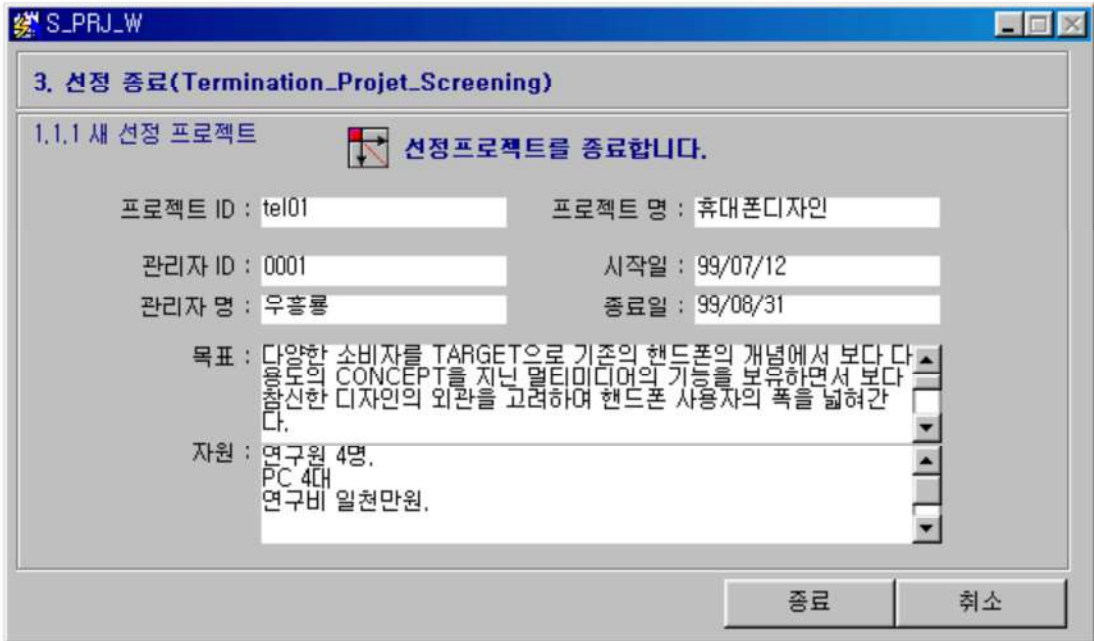 S_PRJ_W
3. 선정 종료(Termination_Projet_Screening)
1.1.1 새 선정 프로젝트
선정프로젝트를 종료합니다.
프로젝트 ID : tel01 프로젝트 명 : 휴대폰디자인
관리자 ID : 0001 시작일 : 99/07/12
관리자 명 : 우흥룡 종료일 : 99/08/31
목표 : 다양한 소비자를 TARGET으로 기존의 핸드폰의 개념에서 보다 다
용도의 CONCEPT을 지닌 멀티미디어의 기능을 보유하면서 보다
참신한 디자인의 외관을 고려하며 핸드폰 사용자의 폭을 넓혀간
다.
자원 : 연구원 4명.
PC 4대
연구비 일천만원.
종료 취소